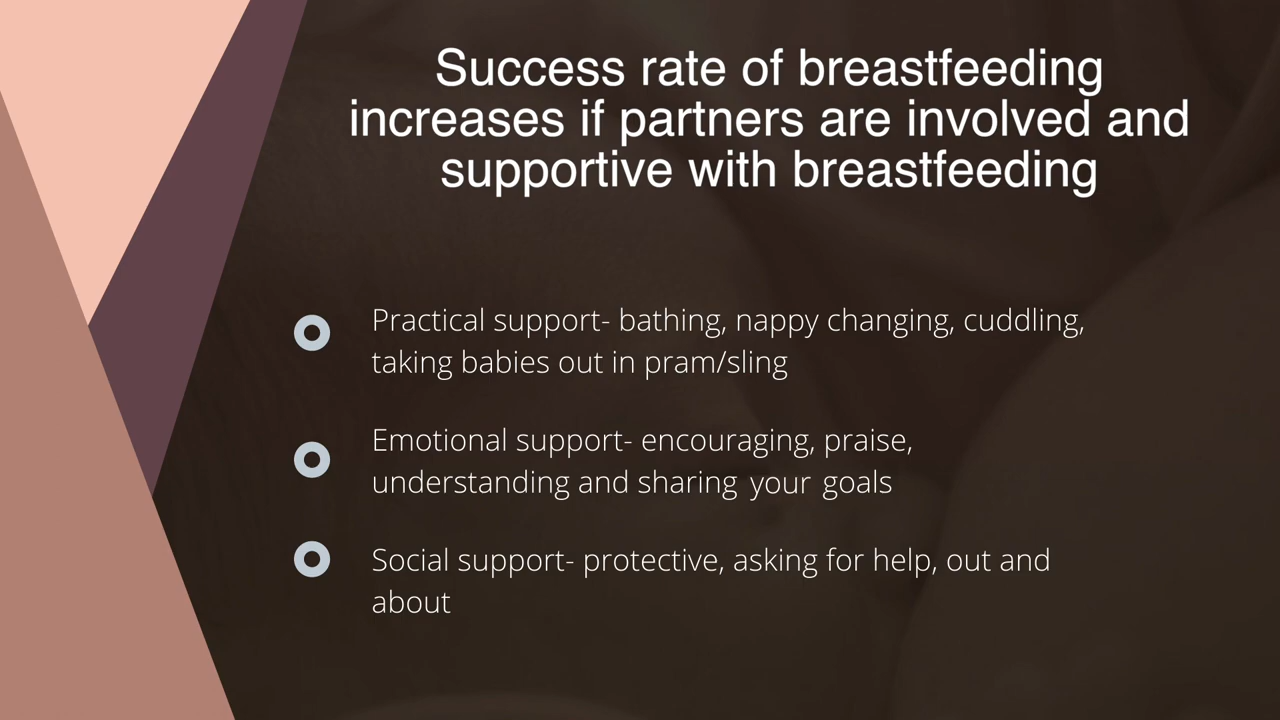 Success rate of breastfeeding
increases if partners are involved and
supportive with breastfeeding
Practical support- bathing, nappy changing, cuddling,
taking babies out in pram/sling
Emotional support- encouraging, praise,
understanding and sharing your goals
Social support- protective, asking for help, out and
about